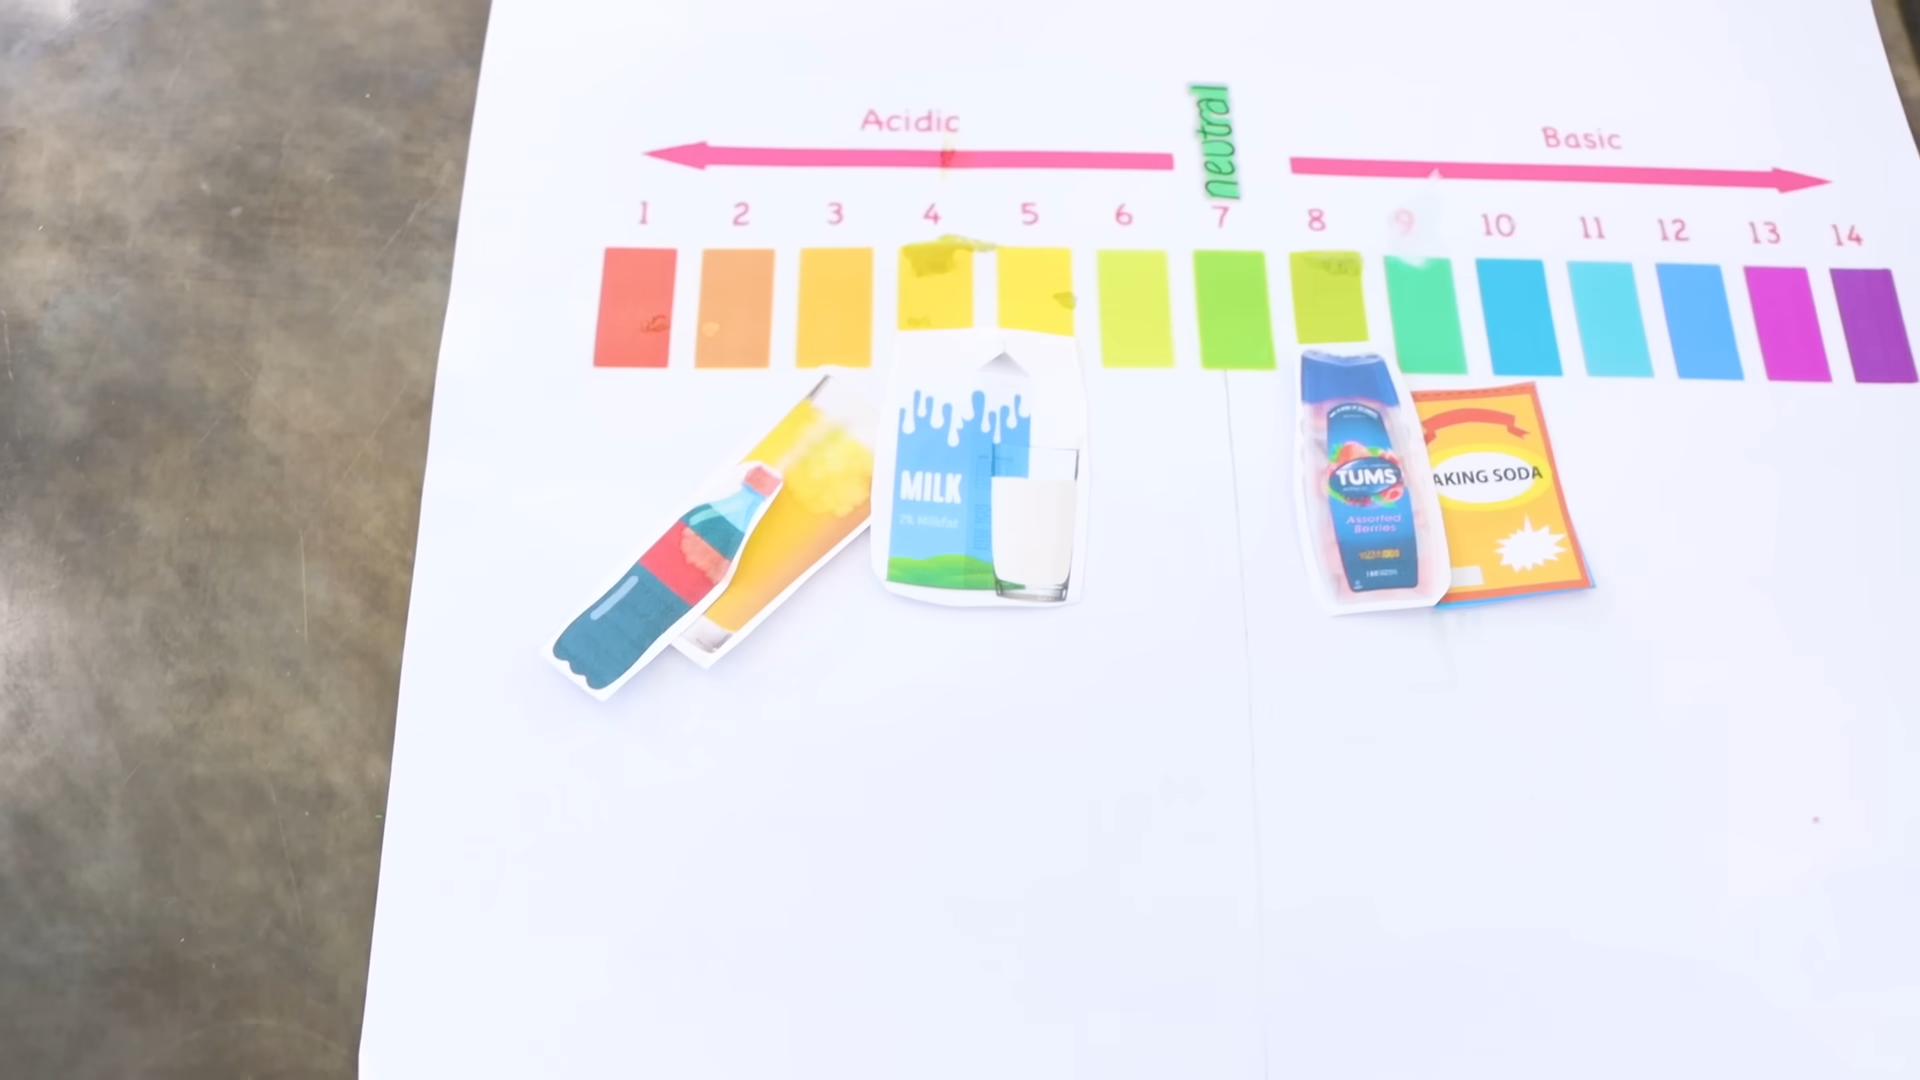 Acidic
neutral
Basic
1 2 3 4 5 6 7 8 9 10 11 12 13 14
MILK
2% Milkfat
TUMS
Assorted
Berries
AKING SODA